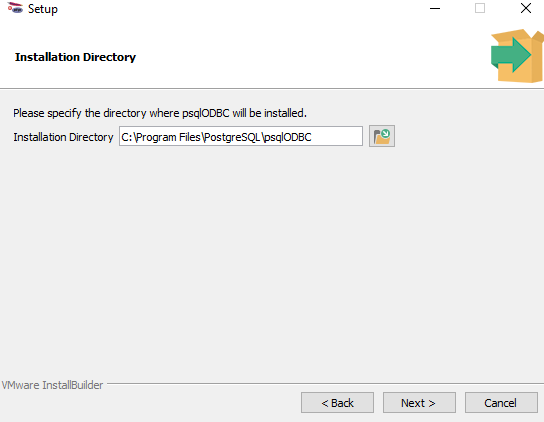 Setup
Installation Directory
Please specify the directory where psqlODBC will be installed.
Installation Directory C:\Program Files\PostgreSQL\psqlODBC
VMware InstallBuilder
< Back Next > Cancel